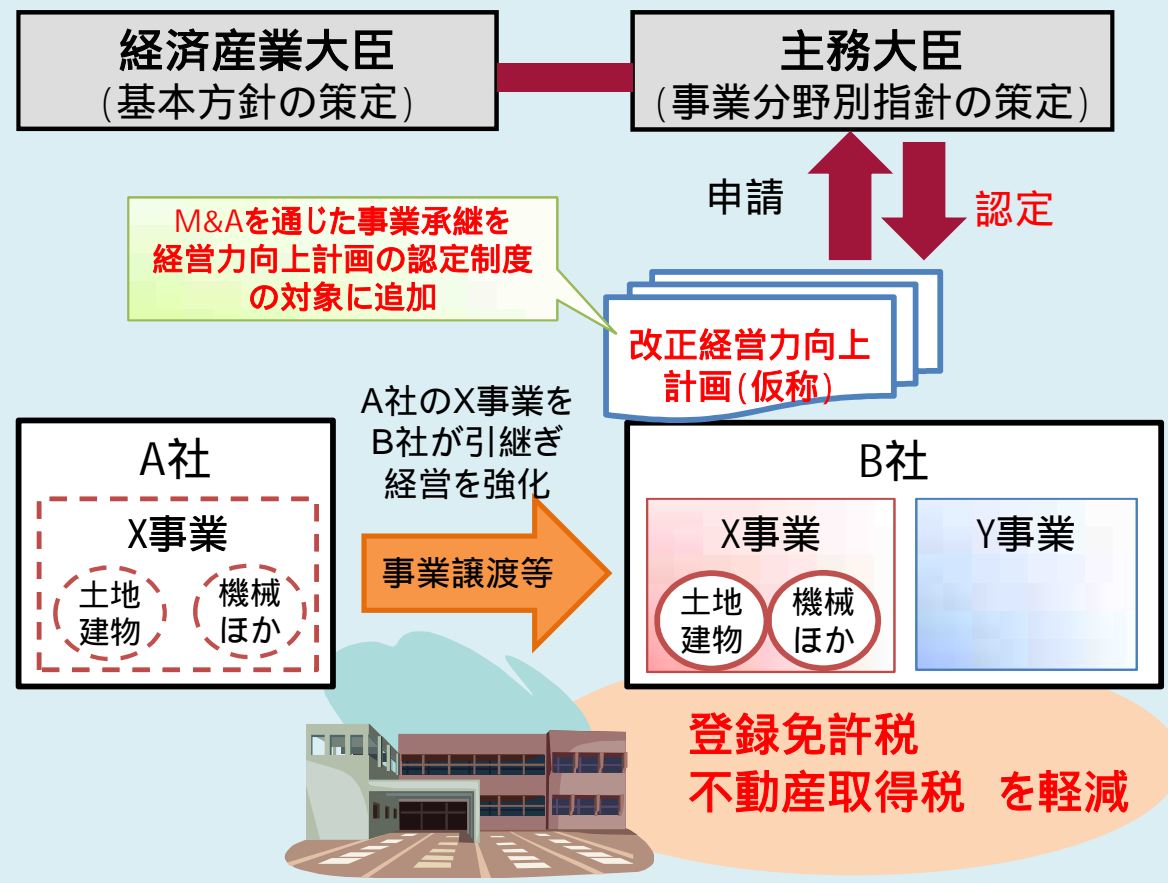 経済産業大臣
(基本方針の策定)
主務大臣
(事業分野別指針の策定)
申請
認定
M&Aを通じた事業承継を
経営力向上計画の認定制度
の対象に追加
改正経営力向上
計画(仮称)
A社のX事業を
B社が引継ぎ
経営を強化
事業譲渡等
A社
X事業
土地
建物
機械
ほか
B社
X事業
土地
建物
機械
ほか
Y事業
登録免許税
不動産取得税 を軽減